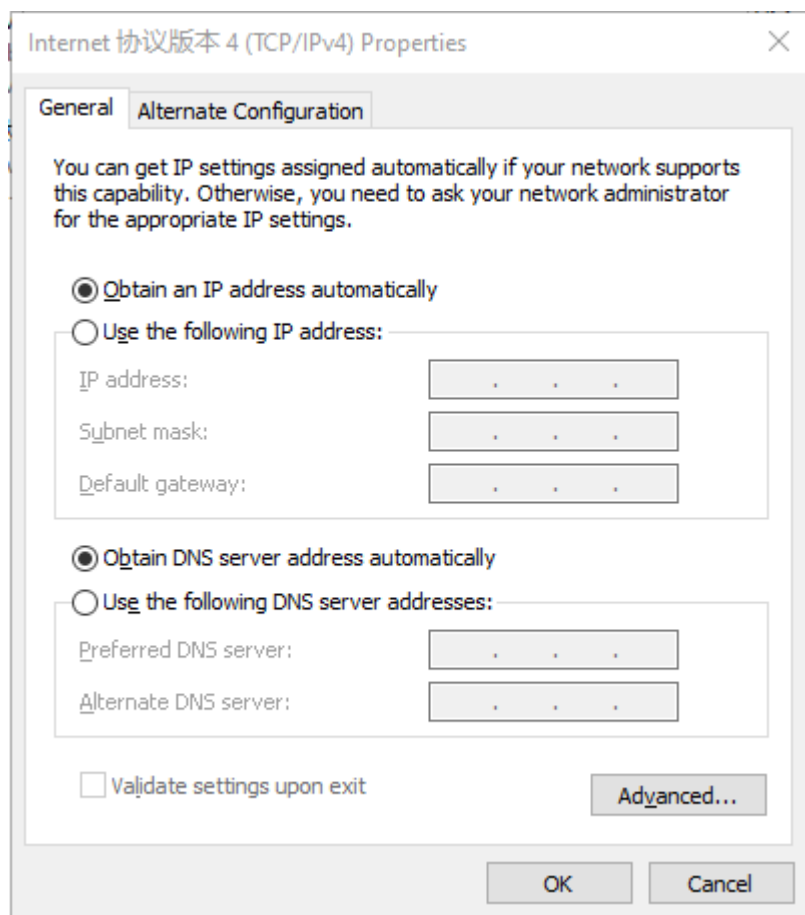 Internet 协议版本 4 (TCP/IPv4) Properties
General
Alternate Configuration
You can get IP settings assigned automatically if your network supports
this capability. Otherwise, you need to ask your network administrator
for the appropriate IP settings.
Obtain an IP address automatically
Use the following IP address:
IP address:
Subnet mask:
Default gateway:
Obtain DNS server address automatically
Use the following DNS server addresses:
Preferred DNS server:
Alternate DNS server:
Validate settings upon exit
Advanced...
OK
Cancel